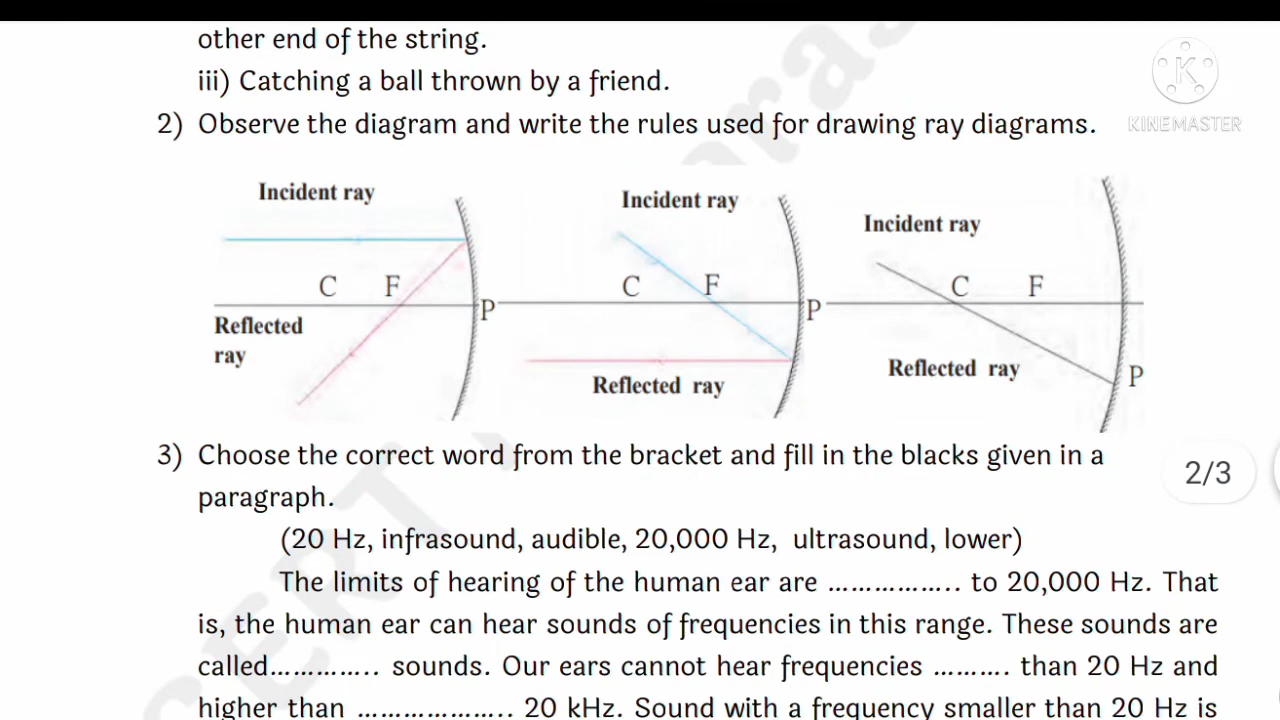 other end of the string.
iii) Catching a ball thrown by a friend.
K
KINEMASTER
2) Observe the diagram and write the rules used for drawing ray diagrams.
Incident ray
C F
P
Reflected
ray
Incident ray
C F
P
Reflected ray
Incident ray
C F
Reflected ray
P
3) Choose the correct word from the bracket and fill in the blacks given in a
paragraph.
2/3
(20 Hz, infrasound, audible, 20,000 Hz, ultrasound, lower)
The limits of hearing of the human ear are …………….. to 20,000 Hz. That
is, the human ear can hear sounds of frequencies in this range. These sounds are
called………….. sounds. Our ears cannot hear frequencies ………. than 20 Hz and
higher than …………….. 20 kHz. Sound with a frequency smaller than 20 Hz is